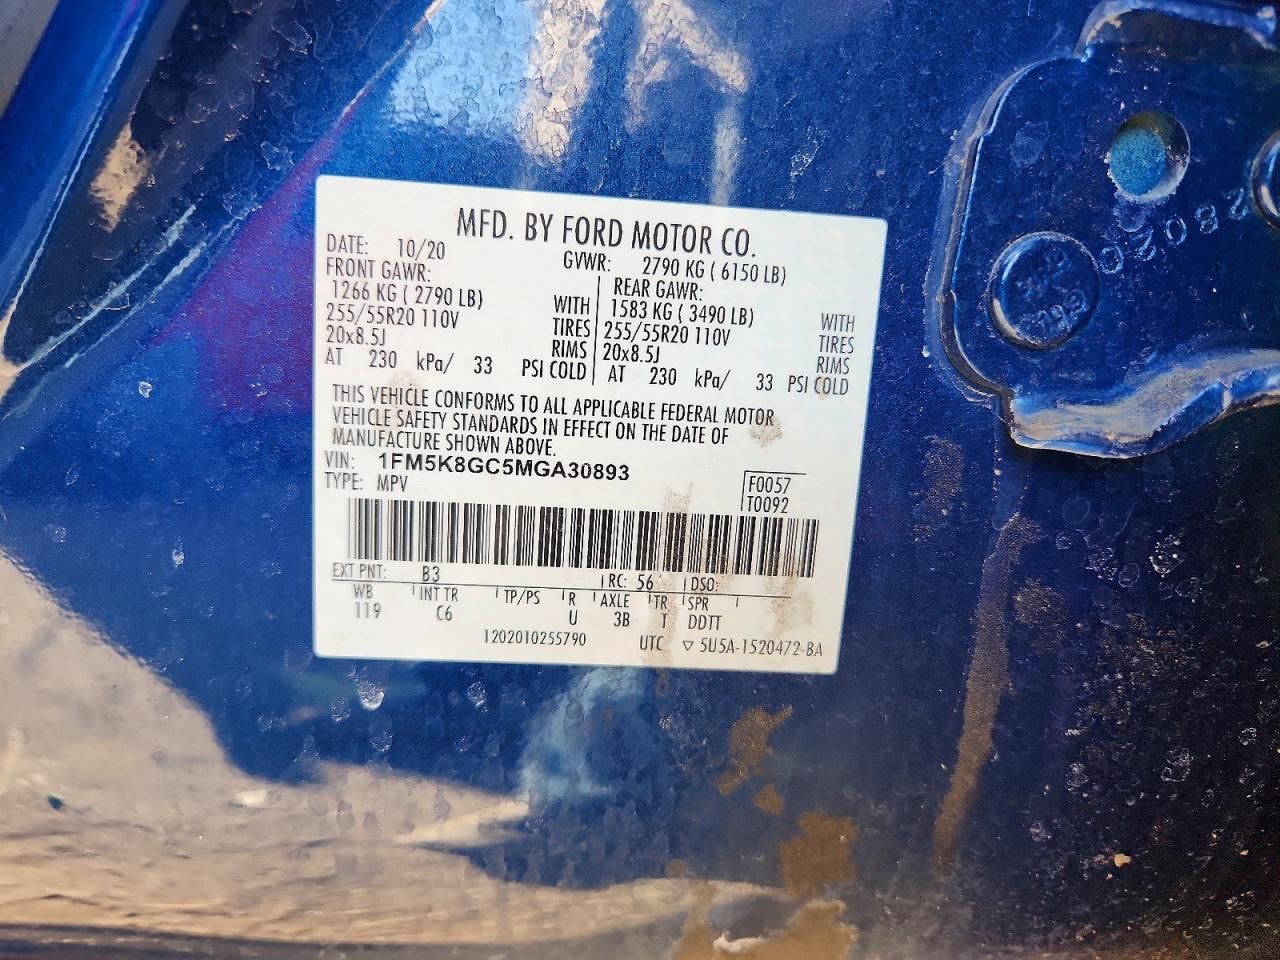 MFD. BY FORD MOTOR CO.
DATE: 10/20 GVWR: 2790 KG ( 6150 LB)
FRONT GAWR: REAR GAWR:
1266 KG ( 2790 LB) WITH 1583 KG ( 3490 LB) WITH
255/55R20 110V TIRES 255/55R20 110V TIRES
20x8.5J RIMS 20x8.5J RIMS
AT 230 kPa/ 33 PSI COLD AT 230 kPa/ 33 PSI COLD
THIS VEHICLE CONFORMS TO ALL APPLICABLE FEDERAL MOTOR
VEHICLE SAFETY STANDARDS IN EFFECT ON THE DATE OF
MANUFACTURE SHOWN ABOVE.
VIN: 1FM5K8GC5MGA30893
TYPE: MPV
F0057
T0092
EXT PNT: B3 RC: 56 DSO:
WB INT TR TP/PS R AXLE TR SPR
119 C6 U 3B T DDTT
1202010255790 UTC ▽ 5U5A-1520472-BA